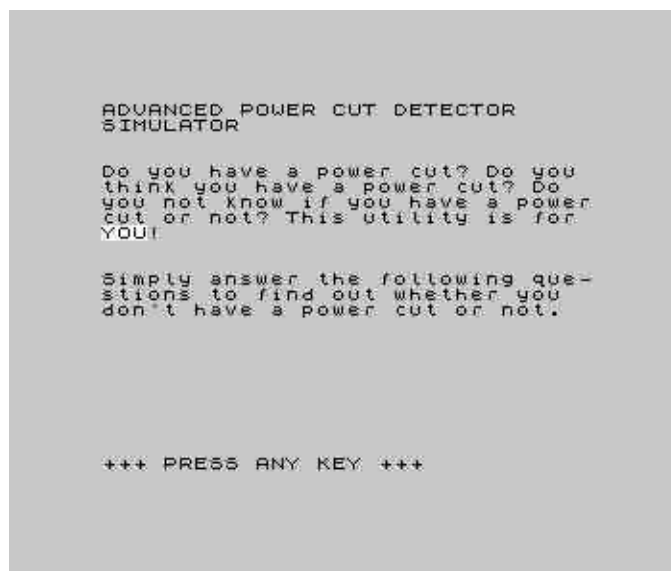 ADVANCED POWER CUT DETECTOR
SIMULATOR
Do you have a power cut? Do you
think you have a power cut? Do
you not know if you have a power
cut or not? This utility is for
YOU!
Simply answer the following que-
stions to find out whether you
don't have a power cut or not.
+++ PRESS ANY KEY +++